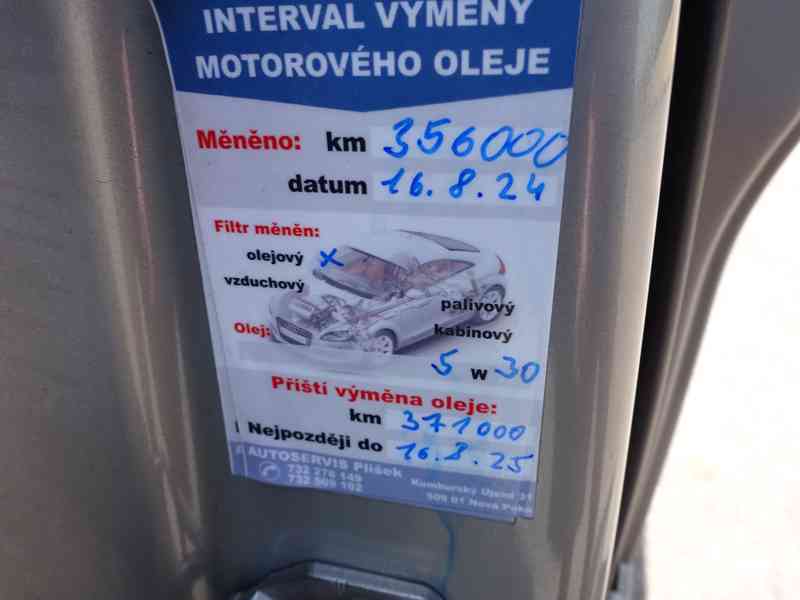 INTERVAL VÝMĚNY
MOTOROVÉHO OLEJE
Měněno: km 356000
datum 16.8.24
Filtr měněn:
olejový x
vzduchový
palivový
kabinový
Olej:
5 w 30
Příští výměna oleje:
km 371000
Nejpozději do 16.8.25
AUTOSERVIS Plíšek
732 276 149
732 509 102
Kumburský Újezd 31
509 01 Nová Paka